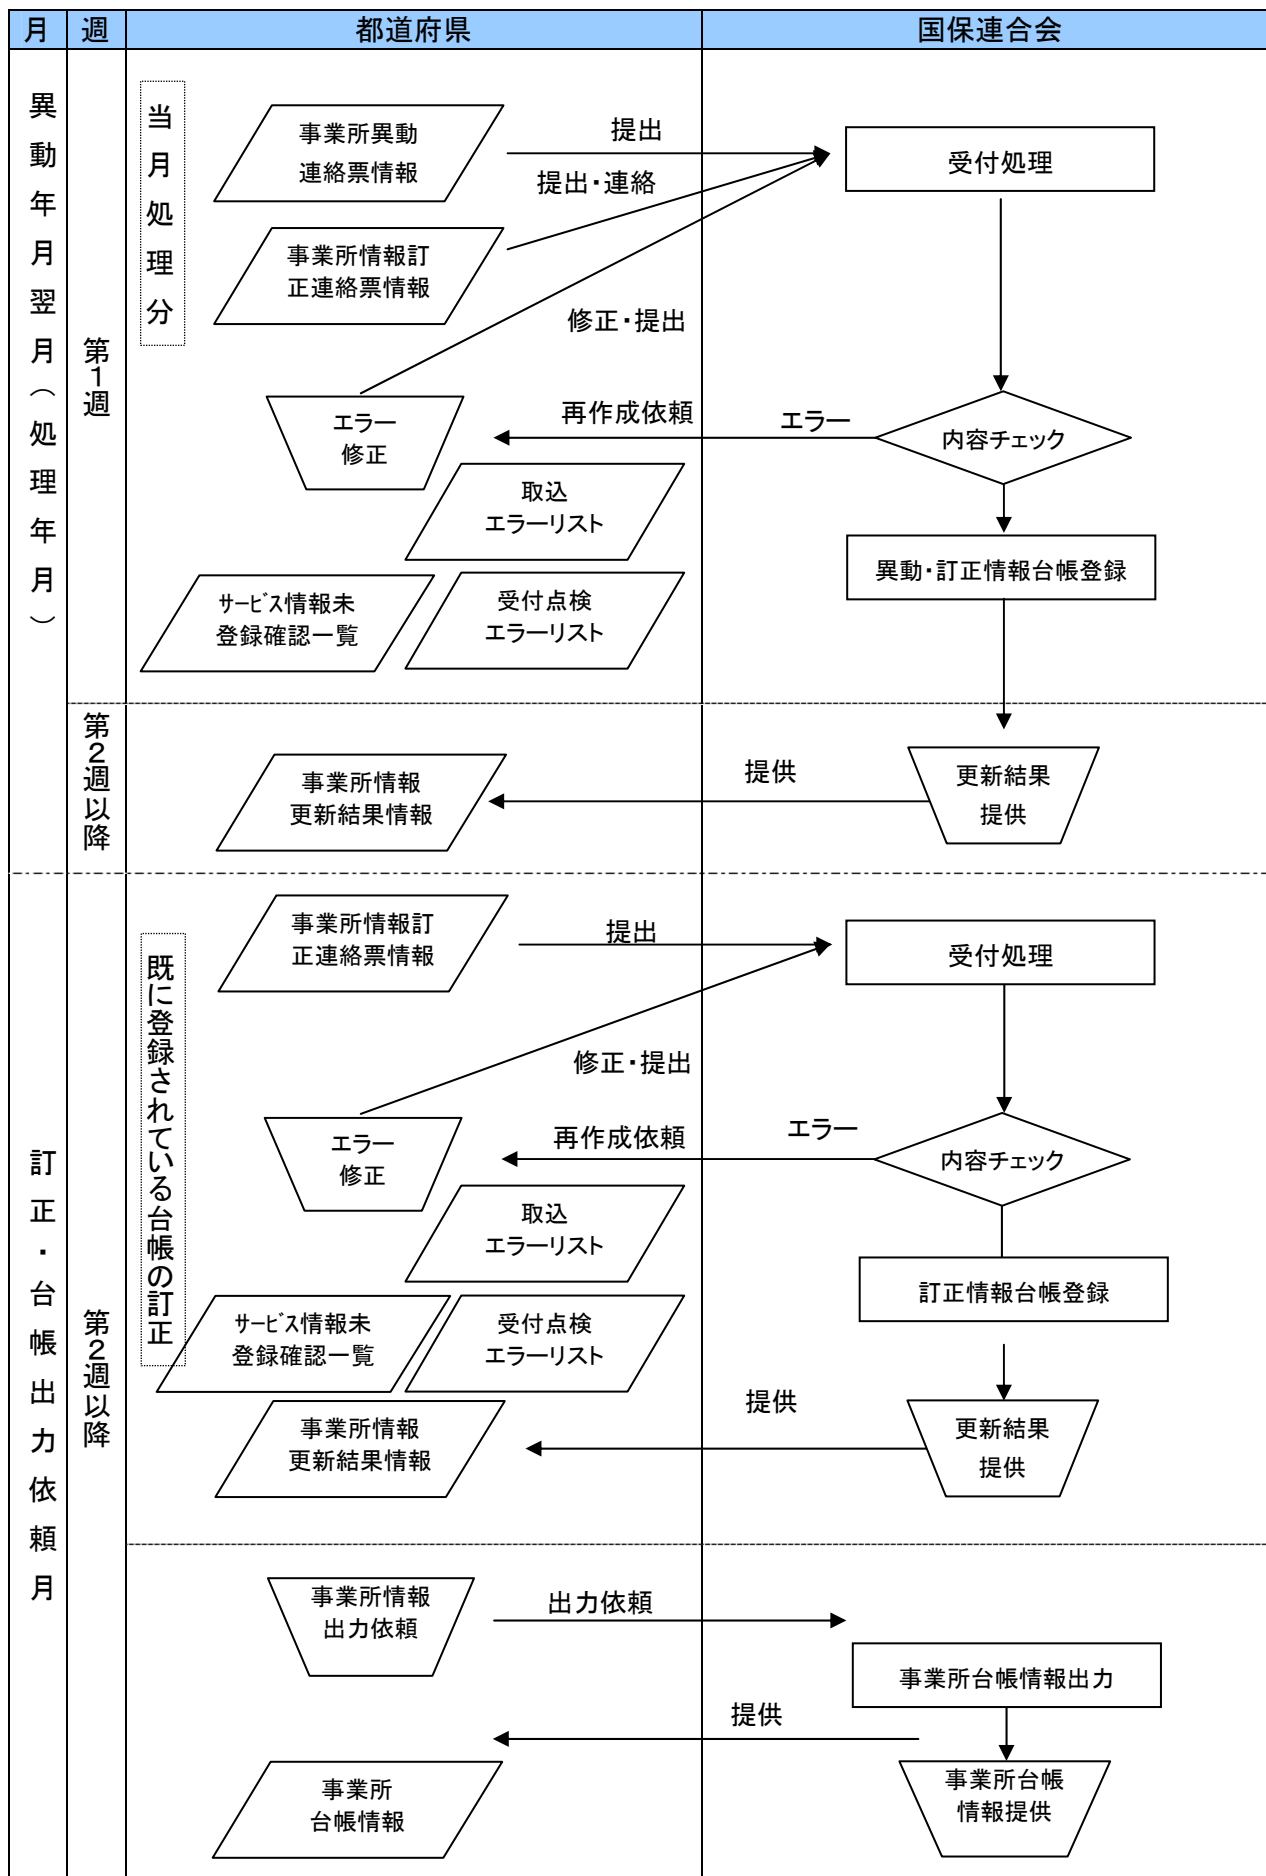 月 週 都道府県 国保連合会
異動年月翌月（処理年月）
第1週
当月処理分
事業所異動
連絡票情報
提出
受付処理
提出・連絡
事業所情報訂
正連絡票情報
修正・提出
エラー
修正
再作成依頼
エラー
内容チェック
取込
エラーリスト
異動・訂正情報台帳登録
サービス情報未
登録確認一覧
受付点検
エラーリスト
第2週以降
事業所情報
更新結果情報
提供
更新結果
提供
訂正・台帳出力依頼月
第2週以降
既に登録されている台帳の訂正
事業所情報訂
正連絡票情報
提出
受付処理
修正・提出
エラー
修正
再作成依頼
エラー
内容チェック
取込
エラーリスト
訂正情報台帳登録
サービス情報未
登録確認一覧
受付点検
エラーリスト
事業所情報
更新結果情報
提供
更新結果
提供
事業所情報
出力依頼
出力依頼
事業所台帳情報出力
提供
事業所
台帳情報
事業所台帳
情報提供